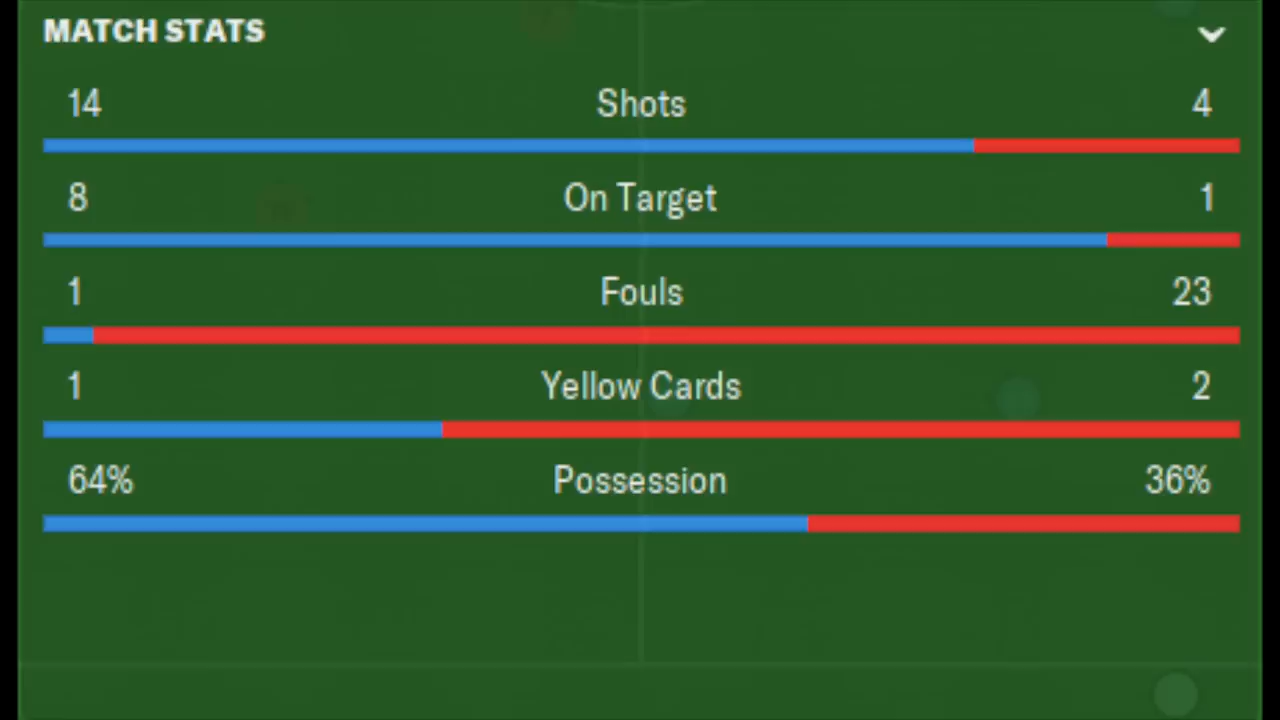 MATCH STATS
14 Shots 4
8 On Target 1
1 Fouls 23
1 Yellow Cards 2
64% Possession 36%